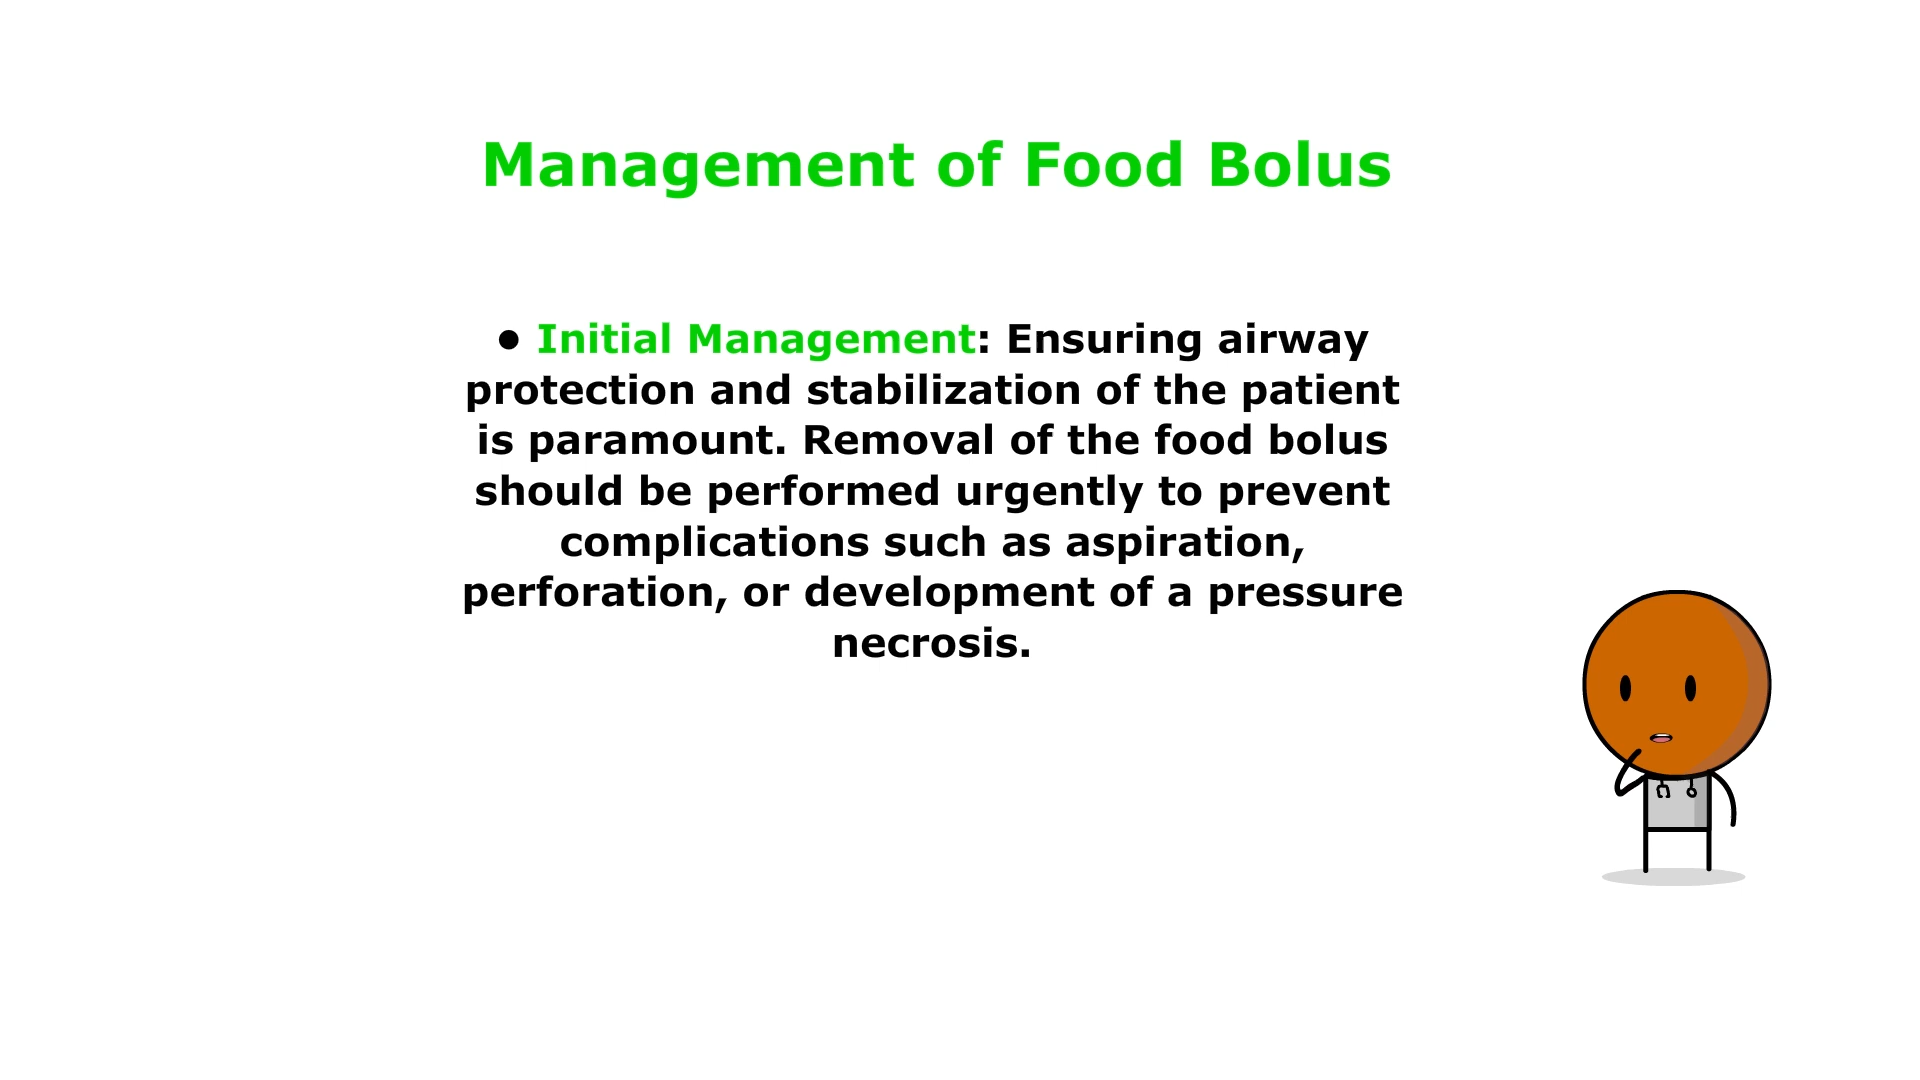 Management of Food Bolus
• Initial Management: Ensuring airway
protection and stabilization of the patient
is paramount. Removal of the food bolus
should be performed urgently to prevent
complications such as aspiration,
perforation, or development of a pressure
necrosis.